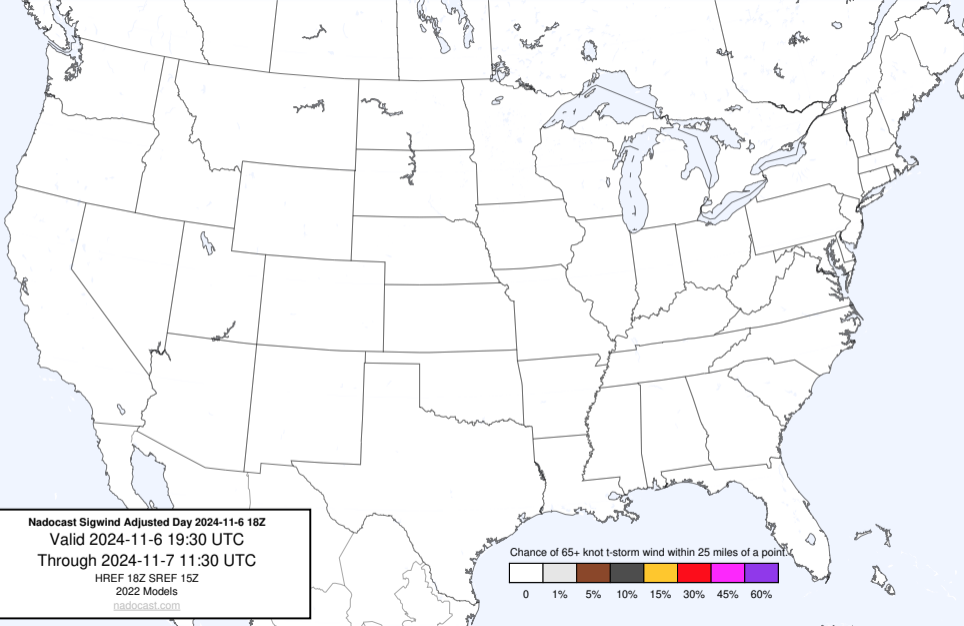 Nadocast Sigwind Adjusted Day 2024-11-6 18Z
Valid 2024-11-6 19:30 UTC
Through 2024-11-7 11:30 UTC
HREF 18Z SREF 15Z
2022 Models
nadocast.com
Chance of 65+ knot t-storm wind within 25 miles of a point.
0 1% 5% 10% 15% 30% 45% 60%